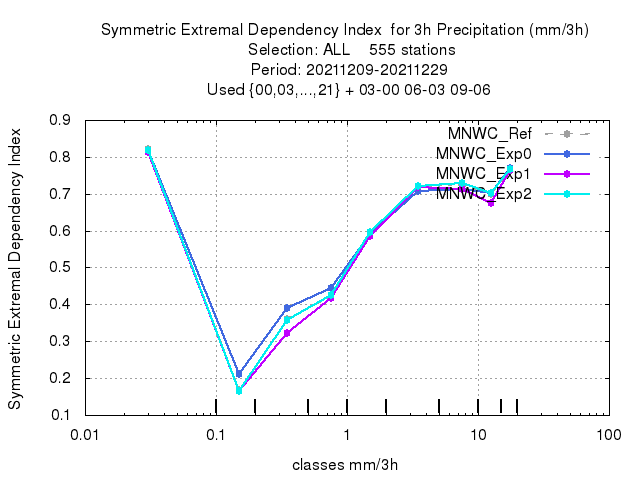 Symmetric Extremal Dependency Index for 3h Precipitation (mm/3h)
Selection: ALL 555 stations
Period: 20211209-20211229
Used {00,03,...,21} + 03-00 06-03 09-06
Symmetric Extremal Dependency Index
0.9
0.8
0.7
0.6
0.5
0.4
0.3
0.2
0.1
MNWC_Ref
MNWC_Exp0
MNWC_Exp1
MNWC_Exp2
0.01 0.1 1 10 100
classes mm/3h